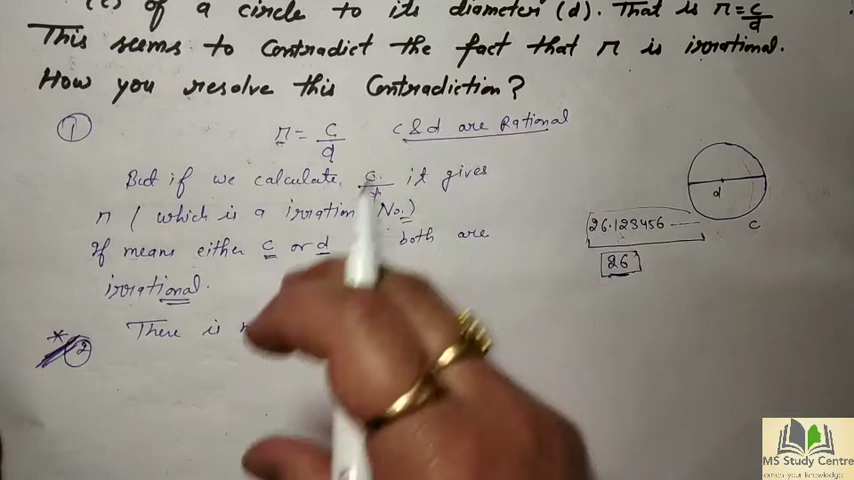 (c) of a circle to its diameter (d). That is π = c/d
This seems to Contradict the fact that π is irrational.
How you resolve this Contradiction?
① π = c/d c & d are Rational
But if we calculate c/ it gives
π ( which is a irration No.)
If means either c or d both are
irrational.
* ② There is
d
c
26.123456 ----
26
MS Study Centre